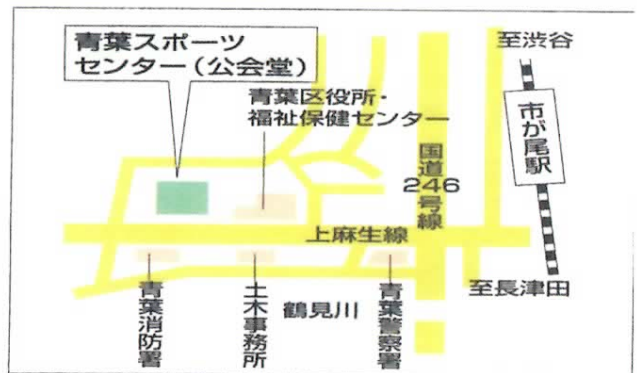 青葉スポーツ
センター(公会堂)
至渋谷
青葉区役所・
福祉保健センター
市が尾駅
国道246号線
上麻生線
至長津田
青葉消防署
土木事務所
鶴見川
青葉警察署